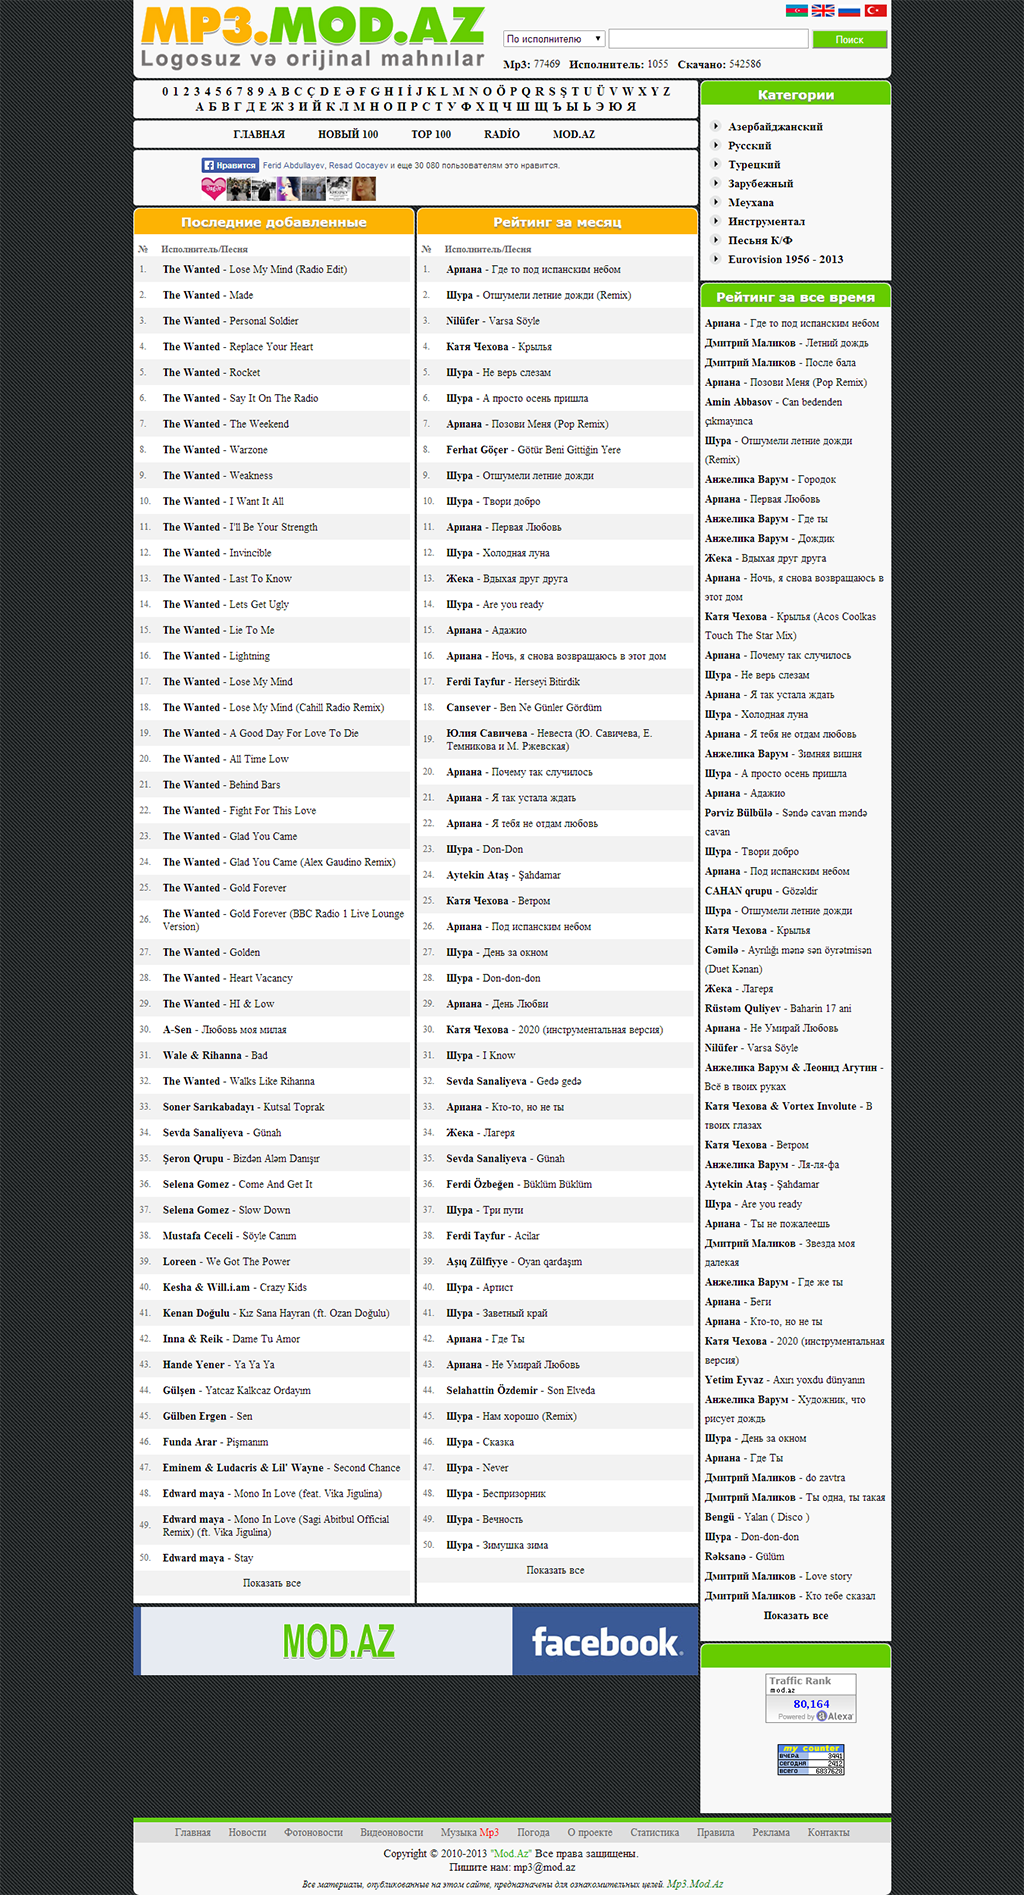 MP3.MOD.AZ
Logosuz və orijinal mahnılar
По исполнителю
Поиск
Mp3: 77469 Исполнитель: 1055 Скачано: 542586
0 1 2 3 4 5 6 7 8 9 A B C Ç D E Ə F G H I İ J K L M N O Ö P Q R S Ş T U Ü V W X Y Z
А Б В Г Д Е Ж З И Й К Л М Н О П Р С Т У Ф Х Ц Ч Ш Щ Ъ Ы Ь Э Ю Я
ГЛАВНАЯ НОВЫЙ 100 TOP 100 RADİO MOD.AZ
Нравится Ferid Abdullayev, Resad Qocayev и еще 30 080 пользователям это нравится.
Последние добавленные
№ Исполнитель/Песня
1. The Wanted - Lose My Mind (Radio Edit)
2. The Wanted - Made
3. The Wanted - Personal Soldier
4. The Wanted - Replace Your Heart
5. The Wanted - Rocket
6. The Wanted - Say It On The Radio
7. The Wanted - The Weekend
8. The Wanted - Warzone
9. The Wanted - Weakness
10. The Wanted - I Want It All
11. The Wanted - I'll Be Your Strength
12. The Wanted - Invincible
13. The Wanted - Last To Know
14. The Wanted - Lets Get Ugly
15. The Wanted - Lie To Me
16. The Wanted - Lightning
17. The Wanted - Lose My Mind
18. The Wanted - Lose My Mind (Cahill Radio Remix)
19. The Wanted - A Good Day For Love To Die
20. The Wanted - All Time Low
21. The Wanted - Behind Bars
22. The Wanted - Fight For This Love
23. The Wanted - Glad You Came
24. The Wanted - Glad You Came (Alex Gaudino Remix)
25. The Wanted - Gold Forever
26. The Wanted - Gold Forever (BBC Radio 1 Live Lounge
Version)
27. The Wanted - Golden
28. The Wanted - Heart Vacancy
29. The Wanted - HI & Low
30. A-Sen - Любовь моя милая
31. Wale & Rihanna - Bad
32. The Wanted - Walks Like Rihanna
33. Soner Sarıkabadayı - Kutsal Toprak
34. Sevda Sanaliyeva - Günah
35. Şeron Qrupu - Bizdən Aləm Danışır
36. Selena Gomez - Come And Get It
37. Selena Gomez - Slow Down
38. Mustafa Ceceli - Söyle Canım
39. Loreen - We Got The Power
40. Kesha & Will.i.am - Crazy Kids
41. Kenan Doğulu - Kız Sana Hayran (ft. Ozan Doğulu)
42. Inna & Reik - Dame Tu Amor
43. Hande Yener - Ya Ya Ya
44. Gülşen - Yatcaz Kalkcaz Ordayım
45. Gülben Ergen - Sen
46. Funda Arar - Pişmanım
47. Eminem & Ludacris & Lil' Wayne - Second Chance
48. Edward maya - Mono In Love (feat. Vika Jigulina)
49. Edward maya - Mono In Love (Sagi Abitbul Official
Remix) (ft. Vika Jigulina)
50. Edward maya - Stay
Показать все
Рейтинг за месяц
№ Исполнитель/Песня
1. Ариана - Где то под испанским небом
2. Шура - Отшумели летние дожди (Remix)
3. Nilüfer - Varsa Söyle
4. Катя Чехова - Крылья
5. Шура - Не верь слезам
6. Шура - А просто осень пришла
7. Ариана - Позови Меня (Pop Remix)
8. Ferhat Göçer - Götür Beni Gittiğin Yere
9. Шура - Отшумели летние дожди
10. Шура - Твори добро
11. Ариана - Первая Любовь
12. Шура - Холодная луна
13. Жека - Вдыхая друг друга
14. Шура - Are you ready
15. Ариана - Адажио
16. Ариана - Ночь, я снова возвращаюсь в этот дом
17. Ferdi Tayfur - Herseyi Bitirdik
18. Cansever - Ben Ne Günler Gördüm
19. Юлия Савичева - Невеста (Ю. Савичева, Е.
Темникова и М. Ржевская)
20. Ариана - Почему так случилось
21. Ариана - Я так устала ждать
22. Ариана - Я тебя не отдам любовь
23. Шура - Don-Don
24. Aytekin Ataş - Şahdamar
25. Катя Чехова - Ветром
26. Ариана - Под испанским небом
27. Шура - День за окном
28. Шура - Don-don-don
29. Ариана - День Любви
30. Катя Чехова - 2020 (инструментальная версия)
31. Шура - I Know
32. Sevda Sanaliyeva - Gedə gedə
33. Ариана - Кто-то, но не ты
34. Жека - Лагеря
35. Sevda Sanaliyeva - Günah
36. Ferdi Özbeğen - Büklüm Büklüm
37. Шура - Три пути
38. Ferdi Tayfur - Acilar
39. Aşıq Zülfiyye - Oyan qardaşım
40. Шура - Артист
41. Шура - Заветный край
42. Ариана - Где Ты
43. Ариана - Не Умирай Любовь
44. Selahattin Özdemir - Son Elveda
45. Шура - Нам хорошо (Remix)
46. Шура - Сказка
47. Шура - Never
48. Шура - Беспризорник
49. Шура - Вечность
50. Шура - Зимушка зима
Показать все
Категории
Азербайджанский
Русский
Турецкий
Зарубежный
Меухана
Инструментал
Песьня К/Ф
Eurovision 1956 - 2013
Рейтинг за все время
Ариана - Где то под испанским небом
Дмитрий Маликов - Летний дождь
Дмитрий Маликов - После бала
Ариана - Позови Меня (Pop Remix)
Amin Abbasov - Can bedenden
çıkmayınca
Шура - Отшумели летние дожди
(Remix)
Анжелика Варум - Городок
Ариана - Первая Любовь
Анжелика Варум - Где ты
Анжелика Варум - Дождик
Жека - Вдыхая друг друга
Ариана - Ночь, я снова возвращаюсь в
этот дом
Катя Чехова - Крылья (Acos Coolkas
Touch The Star Mix)
Ариана - Почему так случилось
Шура - Не верь слезам
Ариана - Я так устала ждать
Шура - Холодная луна
Ариана - Я тебя не отдам любовь
Анжелика Варум - Зимняя вишня
Шура - А просто осень пришла
Ариана - Адажио
Pərviz Bülbülə - Səndə cavan məndə
cavan
Шура - Твори добро
Ариана - Под испанским небом
CAHAN qrupu - Gözəldir
Шура - Отшумели летние дожди
Катя Чехова - Крылья
Cəmilə - Ayrılığı mənə sən öyrətmisən
(Duet Kənan)
Жека - Лагеря
Rüstəm Quliyev - Baharin 17 ani
Ариана - Не Умирай Любовь
Nilüfer - Varsa Söyle
Анжелика Варум & Леонид Агутин -
Всё в твоих руках
Катя Чехова & Vortex Involute - В
твоих глазах
Катя Чехова - Ветром
Анжелика Варум - Ля-ля-фа
Aytekin Ataş - Şahdamar
Шура - Are you ready
Ариана - Ты не пожалеешь
Дмитрий Маликов - Звезда моя
далекая
Анжелика Варум - Где же ты
Ариана - Беги
Ариана - Кто-то, но не ты
Катя Чехова - 2020 (инструментальная
версия)
Yetim Eyvaz - Axırı yoxdu dünyanın
Анжелика Варум - Художник, что
рисует дождь
Шура - День за окном
Ариана - Где Ты
Дмитрий Маликов - do zavtra
Дмитрий Маликов - Ты одна, ты такая
Bengü - Yalan ( Disco )
Шура - Don-don-don
Rəksanə - Gülüm
Дмитрий Маликов - Love story
Дмитрий Маликов - Кто тебе сказал
Показать все
MOD.AZ
facebook
Traffic Rank
mod.az
80,164
Powered by Alexa
my counter
вчера 3441
сегодня 2412
всего 6837628
Главная Новости Фотоновости Видеоновости Музыка Mp3 Погода О проекте Статистика Правила Реклама Контакты
Copyright © 2010-2013 "Mod.Az" Все права защищены.
Пишите нам: mp3@mod.az
Все материалы, опубликованные на этом сайте, предназначены для ознакомительных целей. Mp3.Mod.Az